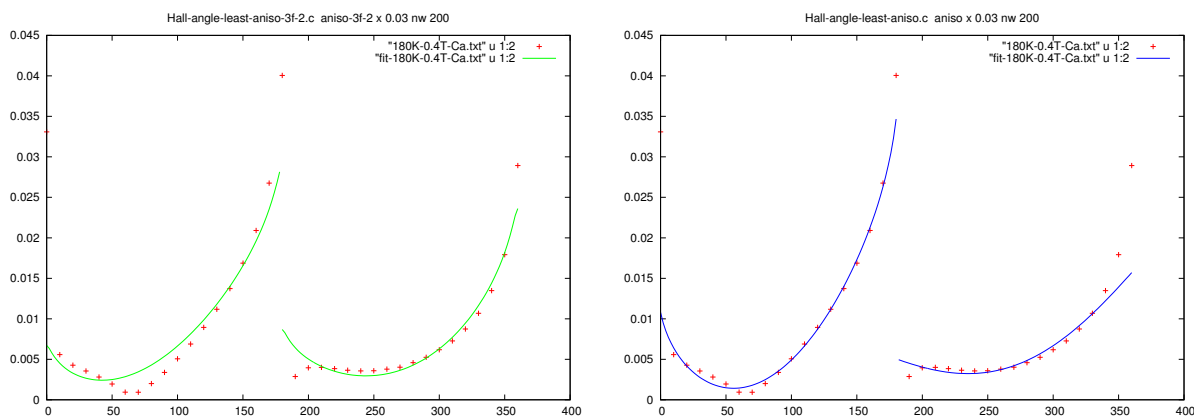 Hall-angle-least-aniso-3f-2.c aniso-3f-2 x 0.03 nw 200
"180K-0.4T-Ca.txt" u 1:2
"fit-180K-0.4T-Ca.txt" u 1:2
0.045
0.04
0.035
0.03
0.025
0.02
0.015
0.01
0.005
0
0 50 100 150 200 250 300 350 400
Hall-angle-least-aniso.c aniso x 0.03 nw 200
"180K-0.4T-Ca.txt" u 1:2
"fit-180K-0.4T-Ca.txt" u 1:2
0.045
0.04
0.035
0.03
0.025
0.02
0.015
0.01
0.005
0
0 50 100 150 200 250 300 350 400